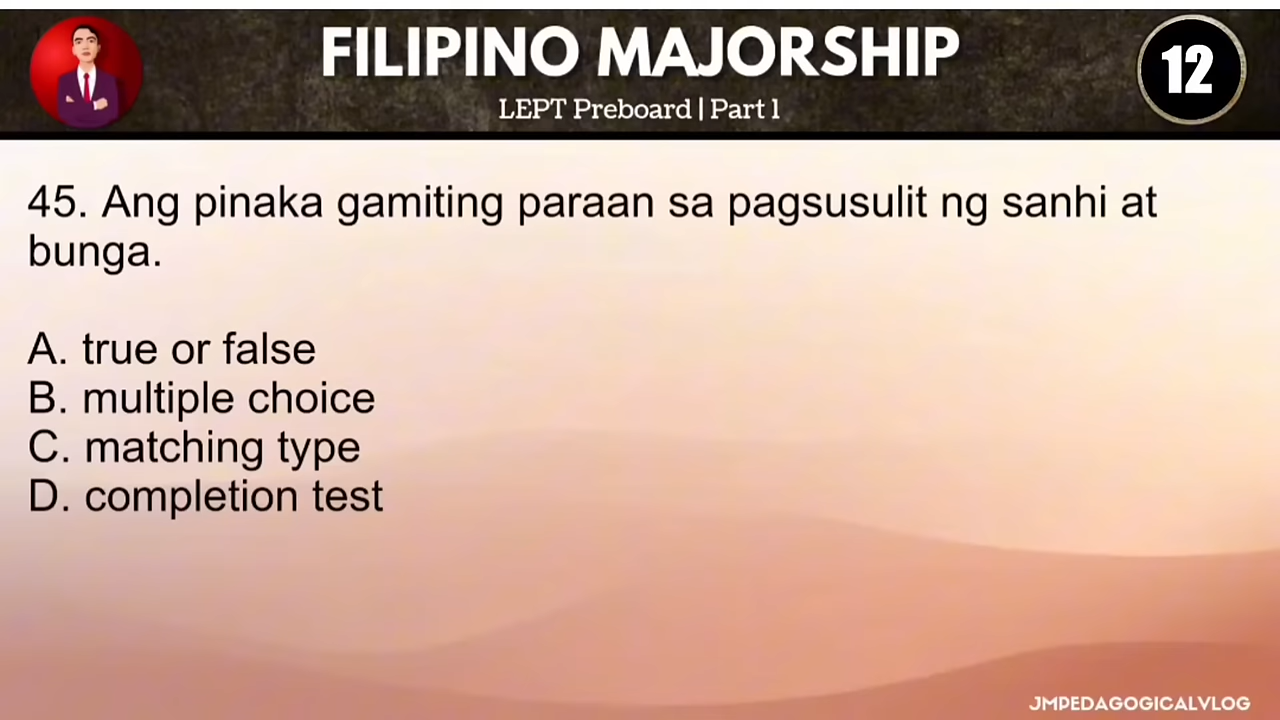 FILIPINO MAJORSHIP
LEPT Preboard | Part 1
12
45. Ang pinaka gamiting paraan sa pagsusulit ng sanhi at
bunga.
A. true or false
B. multiple choice
C. matching type
D. completion test
JMPEDAGOGICALVLOG